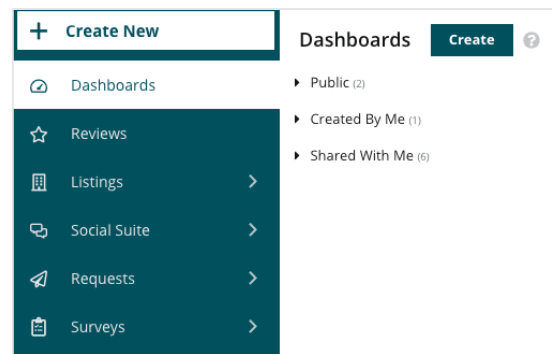 + Create New
Dashboards
Reviews
Listings
Social Suite
Requests
Surveys
Dashboards Create ?
Public (2)
Created By Me (1)
Shared With Me (6)